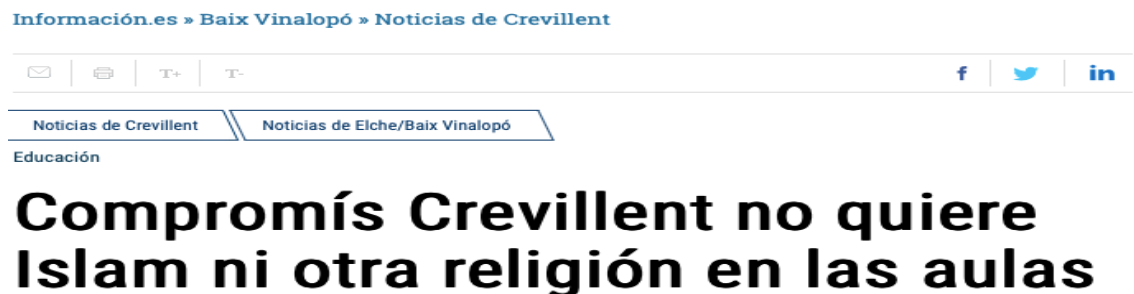 Información.es » Baix Vinalopó » Noticias de Crevillent
T+ T-
f in
Noticias de Crevillent Noticias de Elche/Baix Vinalopó
Educación
Compromís Crevillent no quiere
Islam ni otra religión en las aulas